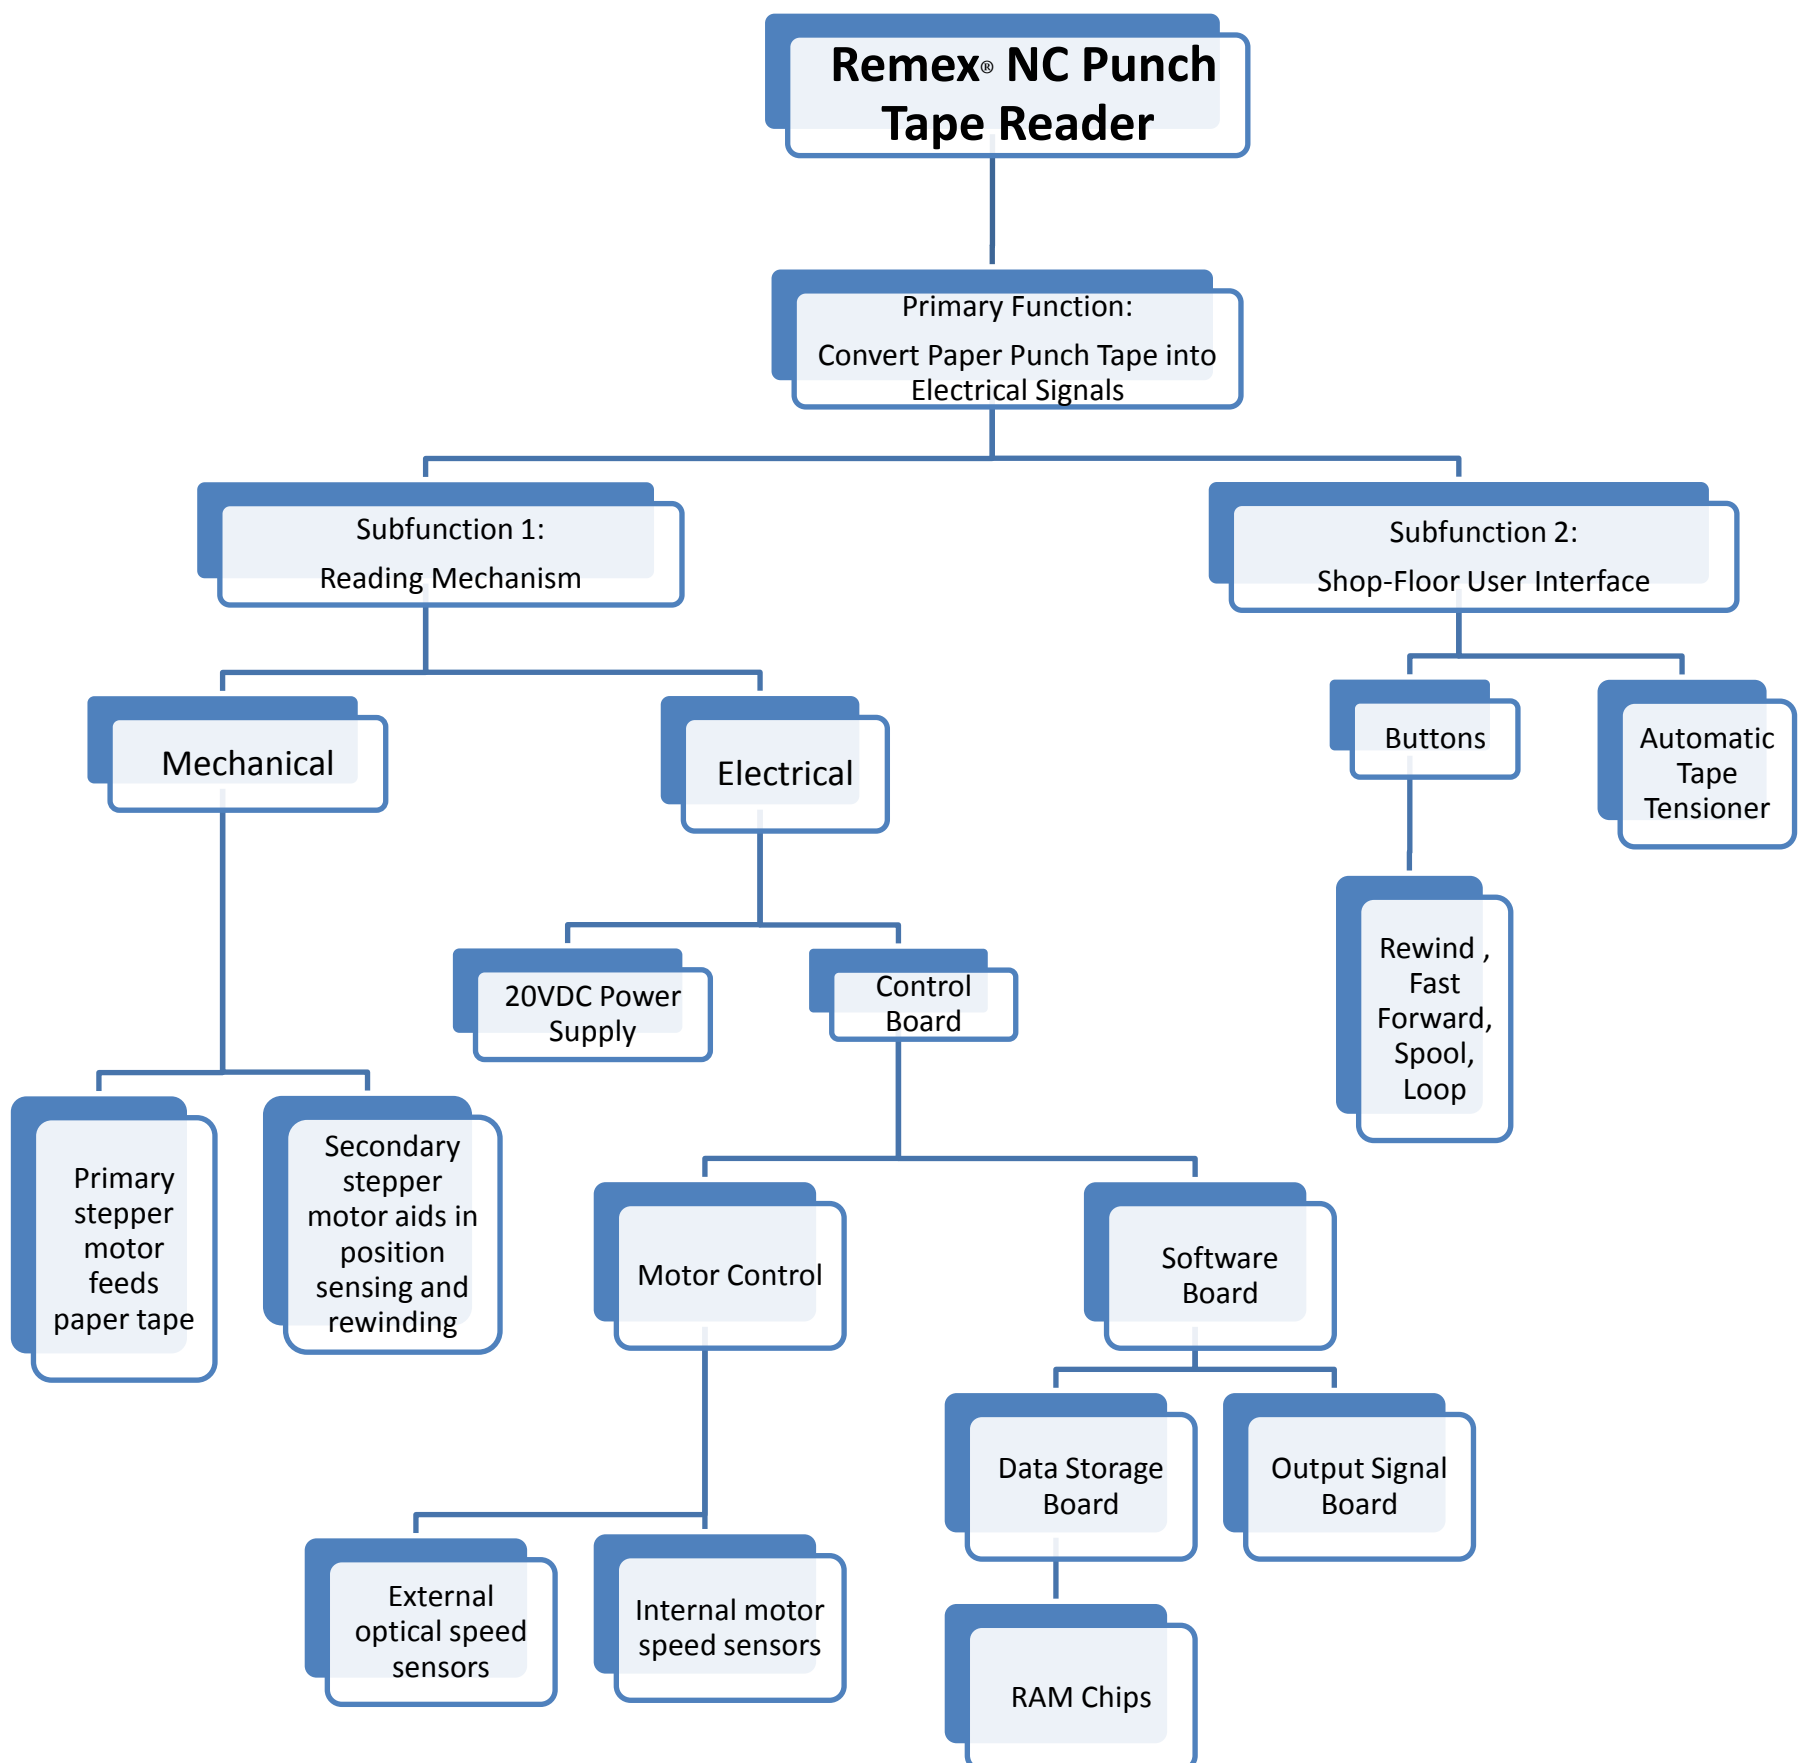 Remex® NC Punch
Tape Reader
Primary Function:
Convert Paper Punch Tape into
Electrical Signals
Subfunction 1:
Reading Mechanism
Subfunction 2:
Shop-Floor User Interface
Mechanical
Electrical
Buttons
Automatic
Tape
Tensioner
20VDC Power
Supply
Control
Board
Rewind ,
Fast
Forward,
Spool,
Loop
Primary
stepper
motor
feeds
paper tape
Secondary
stepper
motor aids in
position
sensing and
rewinding
Motor Control
Software
Board
Data Storage
Board
Output Signal
Board
External
optical speed
sensors
Internal motor
speed sensors
RAM Chips